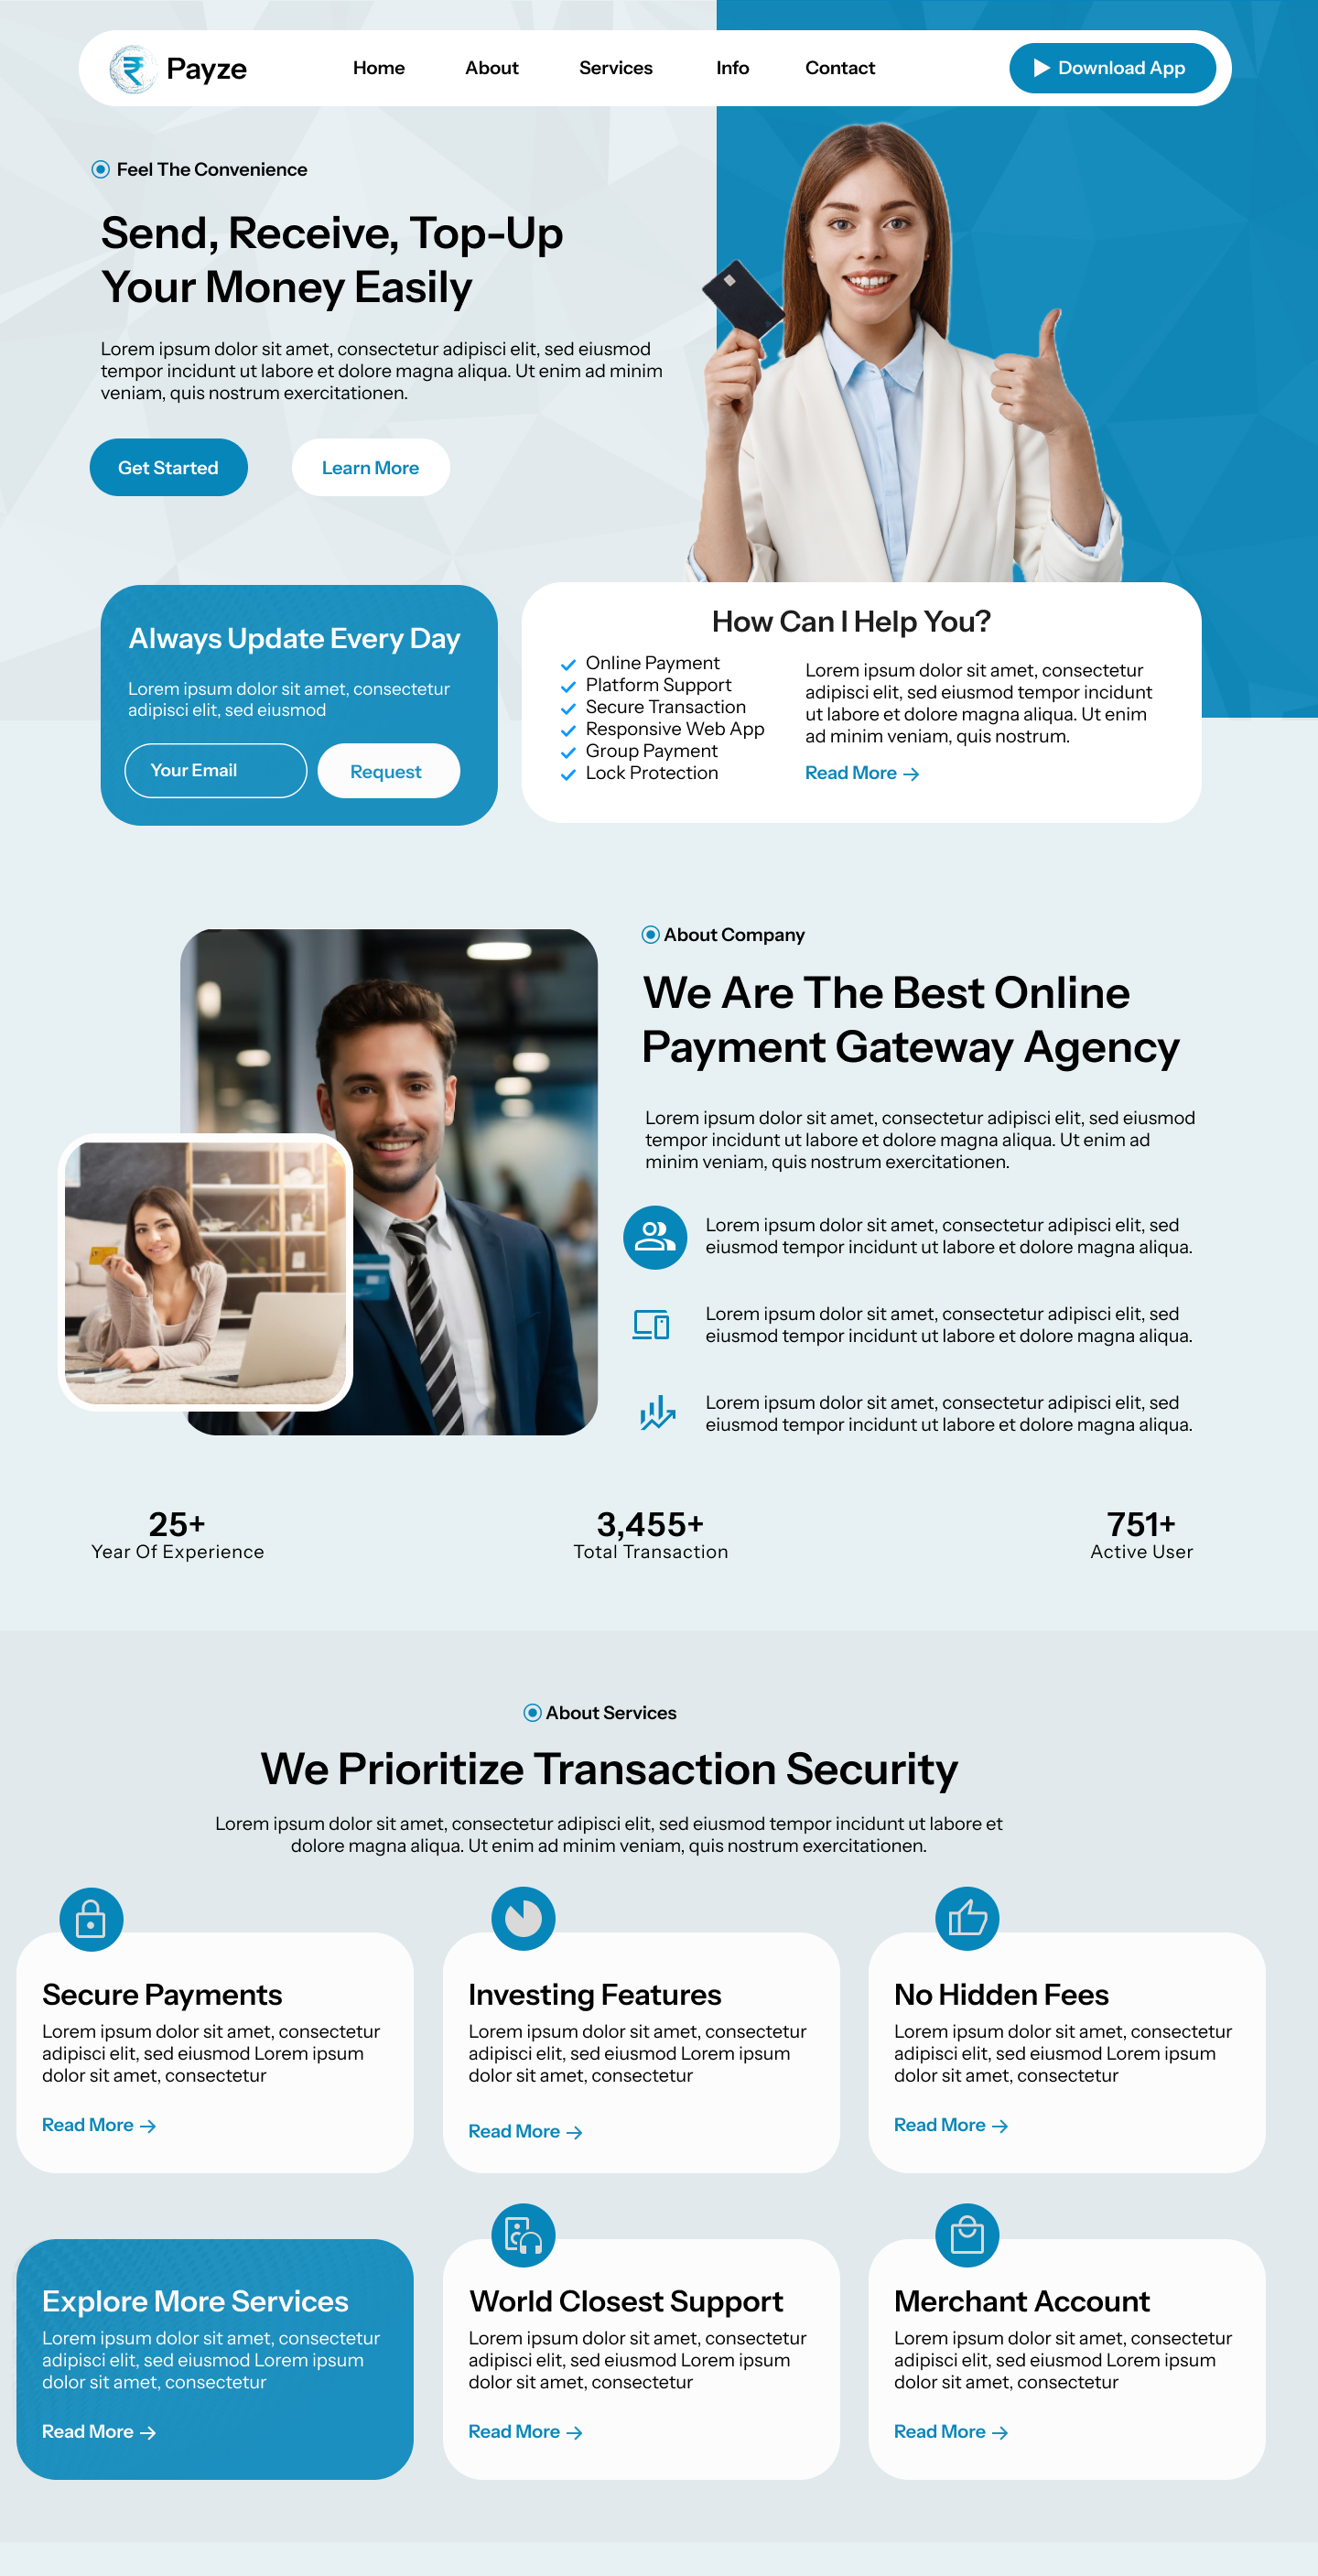 Payze
Home
About
Services
Info
Contact
Download App
Feel The Convenience
Send, Receive, Top-Up
Your Money Easily
Lorem ipsum dolor sit amet, consectetur adipisci elit, sed eiusmod
tempor incidunt ut labore et dolore magna aliqua. Ut enim ad minim
veniam, quis nostrum exercitationen.
Get Started
Learn More
Always Update Every Day
Lorem ipsum dolor sit amet, consectetur
adipisci elit, sed eiusmod
Your Email
Request
How Can I Help You?
Online Payment
Platform Support
Secure Transaction
Responsive Web App
Group Payment
Lock Protection
Lorem ipsum dolor sit amet, consectetur
adipisci elit, sed eiusmod tempor incidunt
ut labore et dolore magna aliqua. Ut enim
ad minim veniam, quis nostrum.
Read More
About Company
We Are The Best Online
Payment Gateway Agency
Lorem ipsum dolor sit amet, consectetur adipisci elit, sed eiusmod
tempor incidunt ut labore et dolore magna aliqua. Ut enim ad
minim veniam, quis nostrum exercitationen.
Lorem ipsum dolor sit amet, consectetur adipisci elit, sed
eiusmod tempor incidunt ut labore et dolore magna aliqua.
Lorem ipsum dolor sit amet, consectetur adipisci elit, sed
eiusmod tempor incidunt ut labore et dolore magna aliqua.
Lorem ipsum dolor sit amet, consectetur adipisci elit, sed
eiusmod tempor incidunt ut labore et dolore magna aliqua.
25+
Year Of Experience
3,455+
Total Transaction
751+
Active User
About Services
We Prioritize Transaction Security
Lorem ipsum dolor sit amet, consectetur adipisci elit, sed eiusmod tempor incidunt ut labore et
dolore magna aliqua. Ut enim ad minim veniam, quis nostrum exercitationen.
Secure Payments
Lorem ipsum dolor sit amet, consectetur
adipisci elit, sed eiusmod Lorem ipsum
dolor sit amet, consectetur
Read More
Investing Features
Lorem ipsum dolor sit amet, consectetur
adipisci elit, sed eiusmod Lorem ipsum
dolor sit amet, consectetur
Read More
No Hidden Fees
Lorem ipsum dolor sit amet, consectetur
adipisci elit, sed eiusmod Lorem ipsum
dolor sit amet, consectetur
Read More
Explore More Services
Lorem ipsum dolor sit amet, consectetur
adipisci elit, sed eiusmod Lorem ipsum
dolor sit amet, consectetur
Read More
World Closest Support
Lorem ipsum dolor sit amet, consectetur
adipisci elit, sed eiusmod Lorem ipsum
dolor sit amet, consectetur
Read More
Merchant Account
Lorem ipsum dolor sit amet, consectetur
adipisci elit, sed eiusmod Lorem ipsum
dolor sit amet, consectetur
Read More